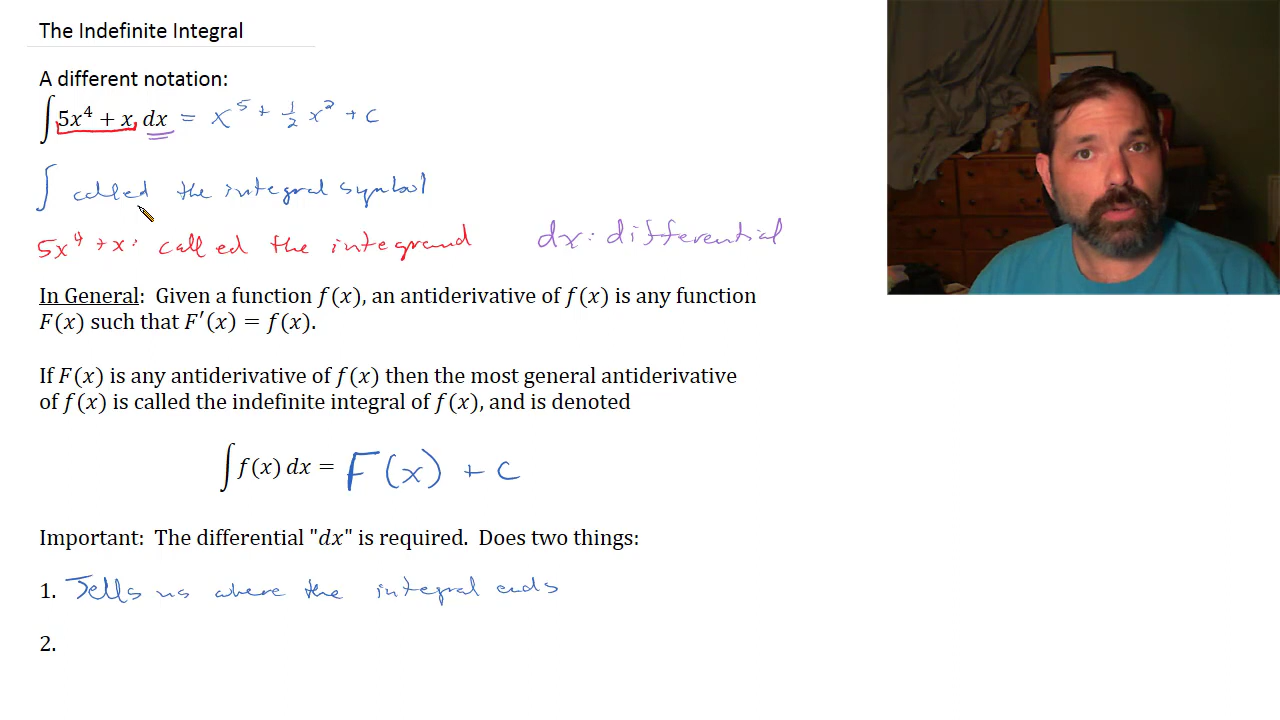 The Indefinite Integral
A different notation:
∫ 5x⁴ + x dx = x⁵ + ½ x² + C
∫ called the integral symbol
5x⁴ + x: called the integrand dx: differential
In General: Given a function f(x), an antiderivative of f(x) is any function
F(x) such that F′(x) = f(x).
If F(x) is any antiderivative of f(x) then the most general antiderivative
of f(x) is called the indefinite integral of f(x), and is denoted
∫ f(x) dx = F(x) + C
Important: The differential "dx" is required. Does two things:
1. Tells us where the integral ends
2.